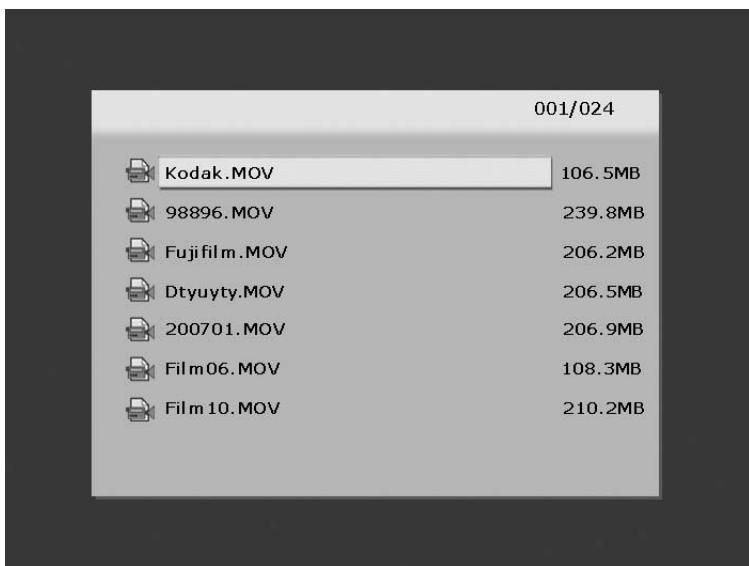 001/024
Kodak.MOV 106.5MB
98896.MOV 239.8MB
Fujifilm.MOV 206.2MB
Dtyuyty.MOV 206.5MB
200701.MOV 206.9MB
Film06.MOV 108.3MB
Film10.MOV 210.2MB